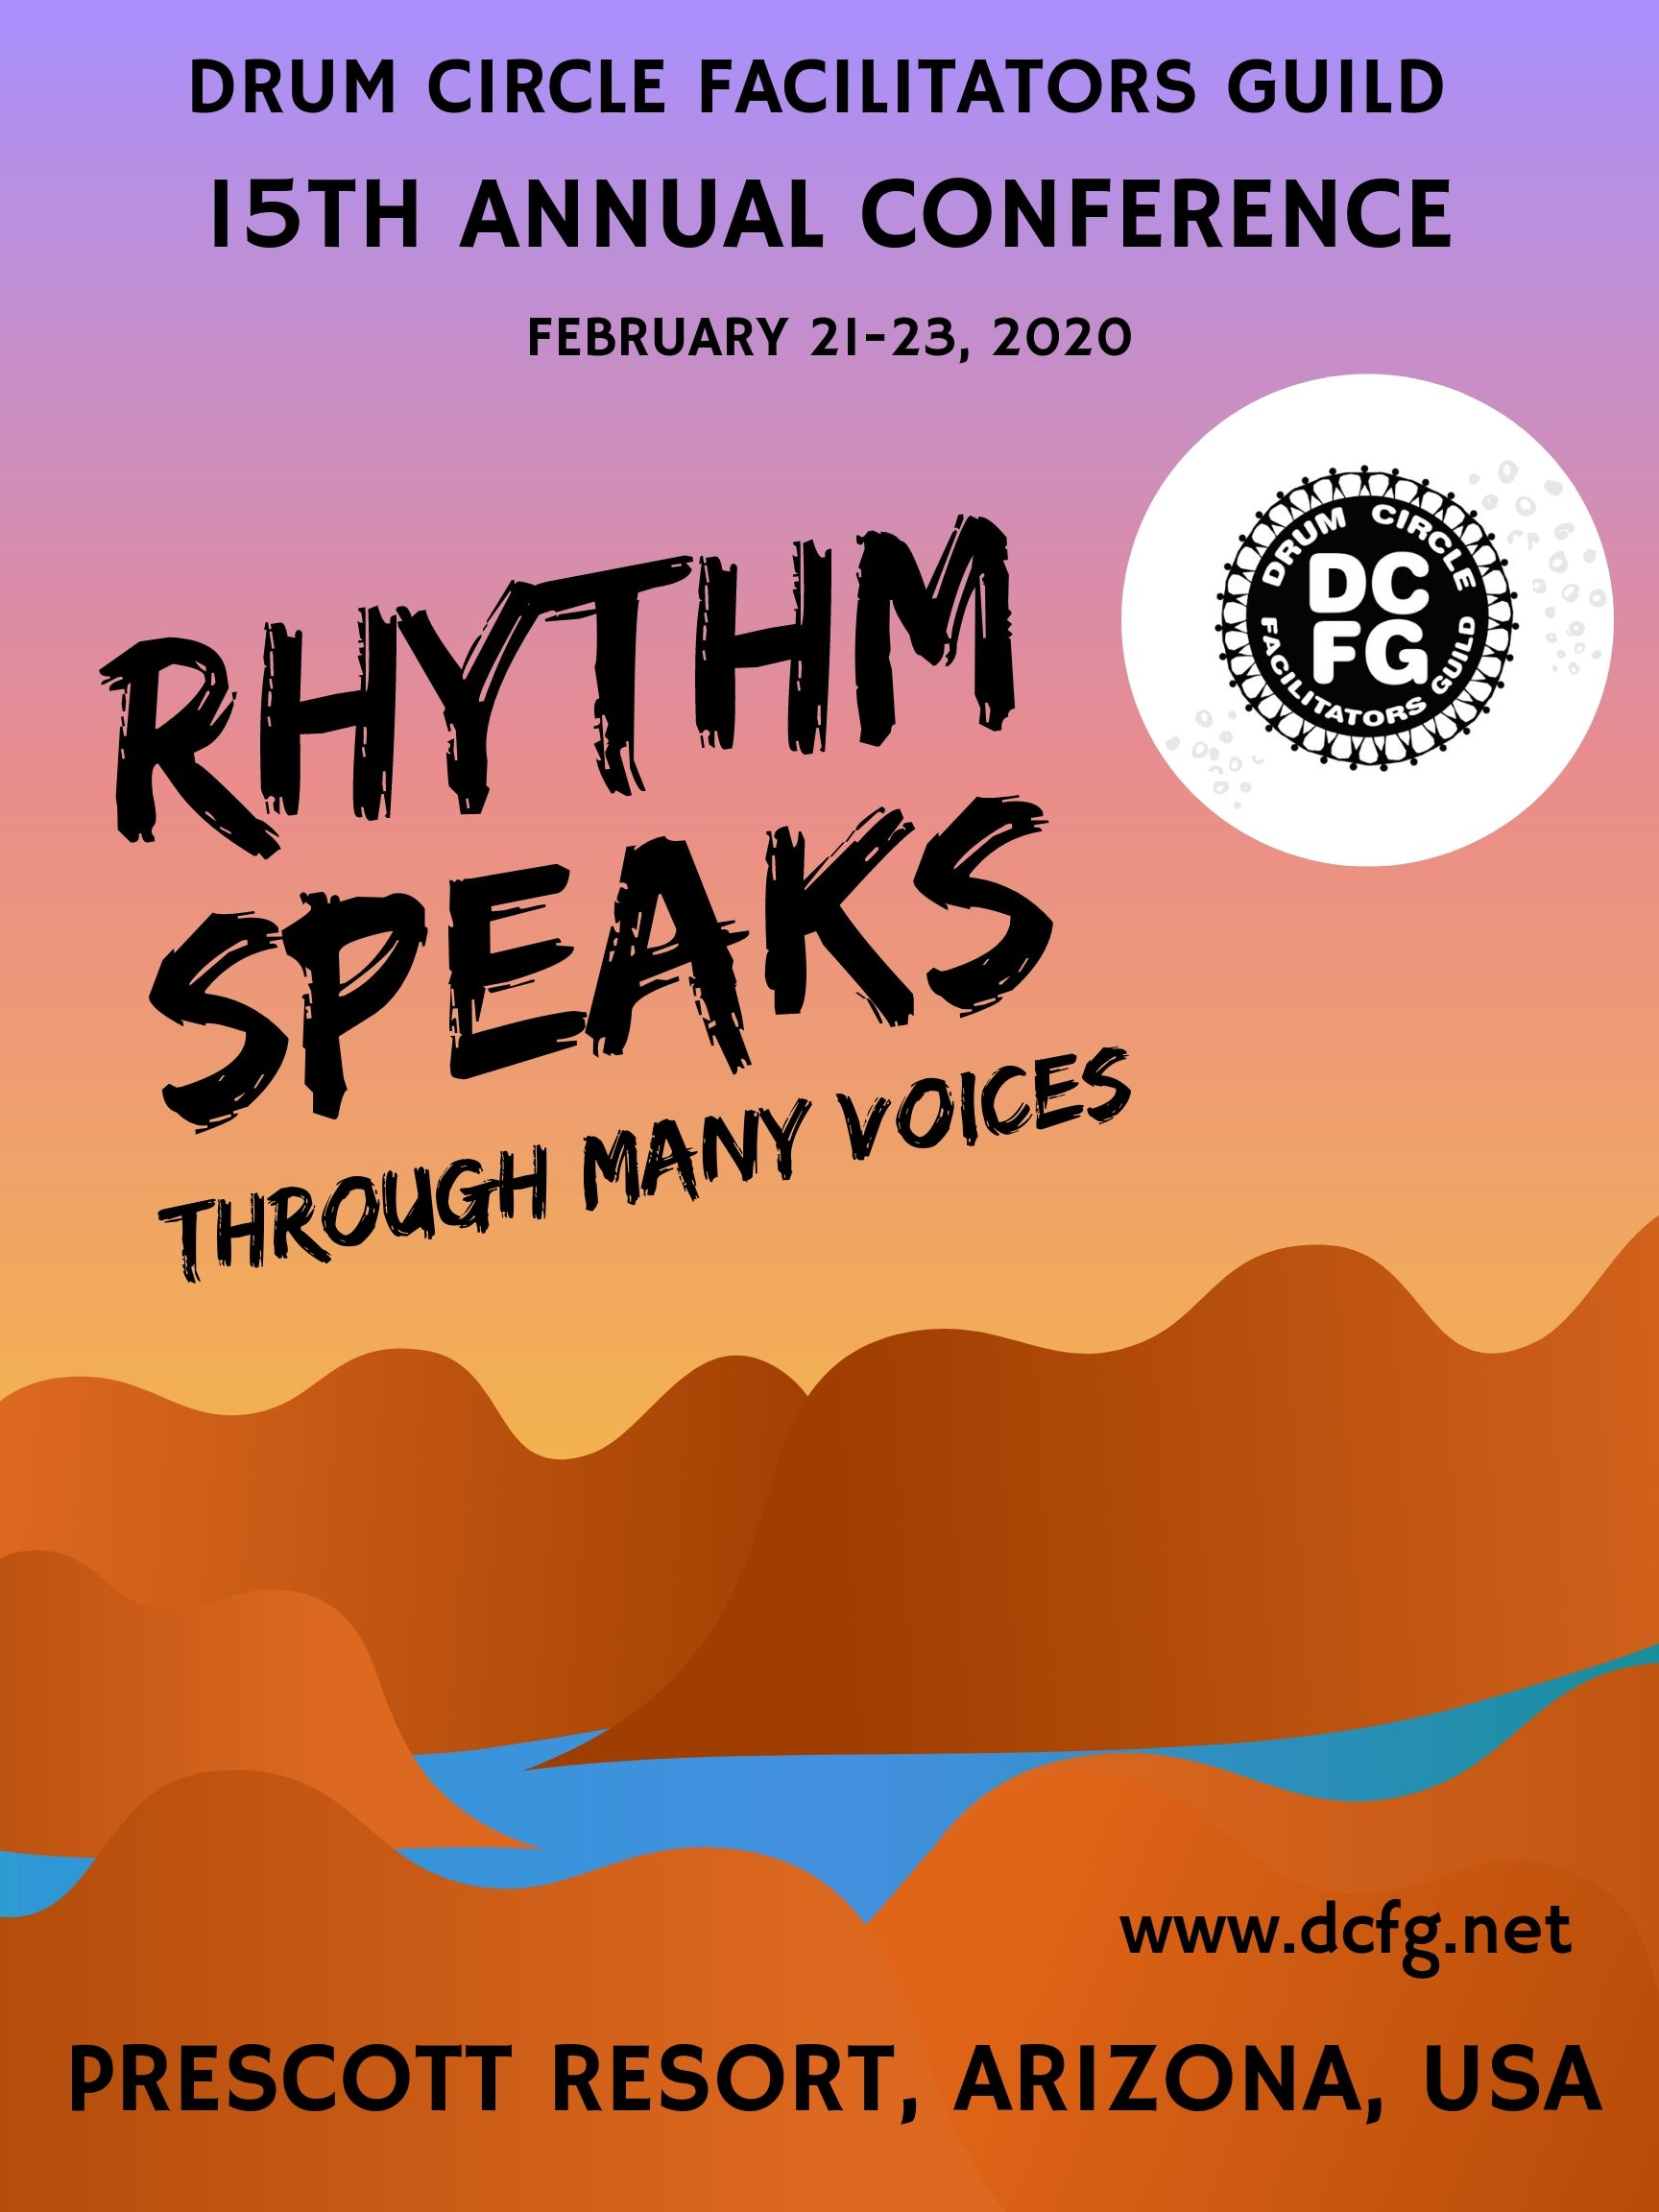 DRUM CIRCLE FACILITATORS GUILD
15TH ANNUAL CONFERENCE
FEBRUARY 21-23, 2020
DRUM CIRCLE
DC
FG
FACILITATORS GUILD
RHYTHM
SPEAKS
THROUGH MANY VOICES
www.dcfg.net
PRESCOTT RESORT, ARIZONA, USA